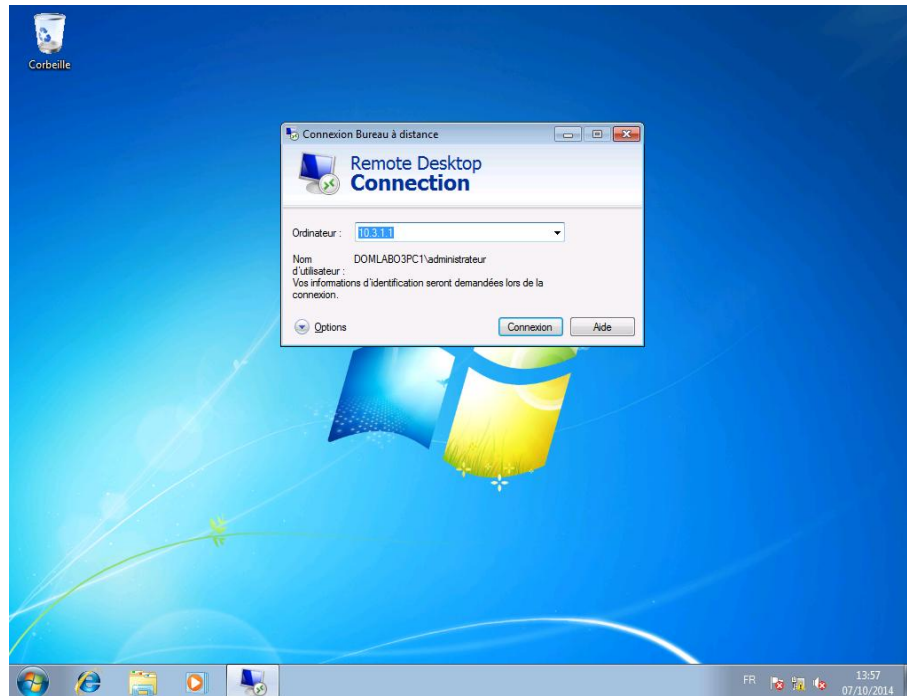 Corbeille
Connexion Bureau à distance
Remote Desktop
Connection
Ordinateur :
10.3.1.1
Nom
d'utilisateur :
DOMLABO3PC1\administrateur
Vos informations d'identification seront demandées lors de la
connexion.
Options
Connexion
Aide
FR
13:57
07/10/2014